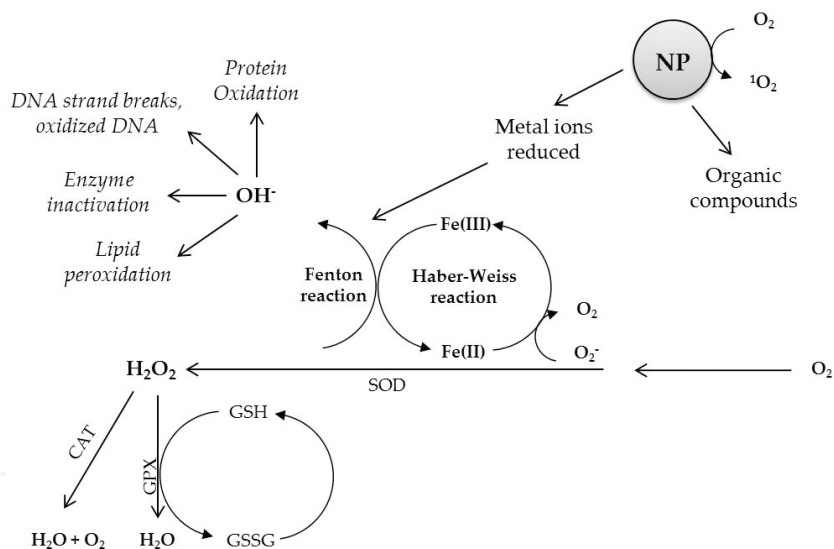 O₂
NP
¹O₂
Protein
Oxidation
DNA strand breaks,
oxidized DNA
Metal ions
reduced
Organic
compounds
Enzyme
inactivation
OH⁻
Lipid
peroxidation
Fe(III)
Fenton
reaction
Haber-Weiss
reaction
O₂
Fe(II)
O₂⁻
H₂O₂
SOD
O₂
GSH
CAT
GPX
H₂O + O₂
H₂O
GSSG